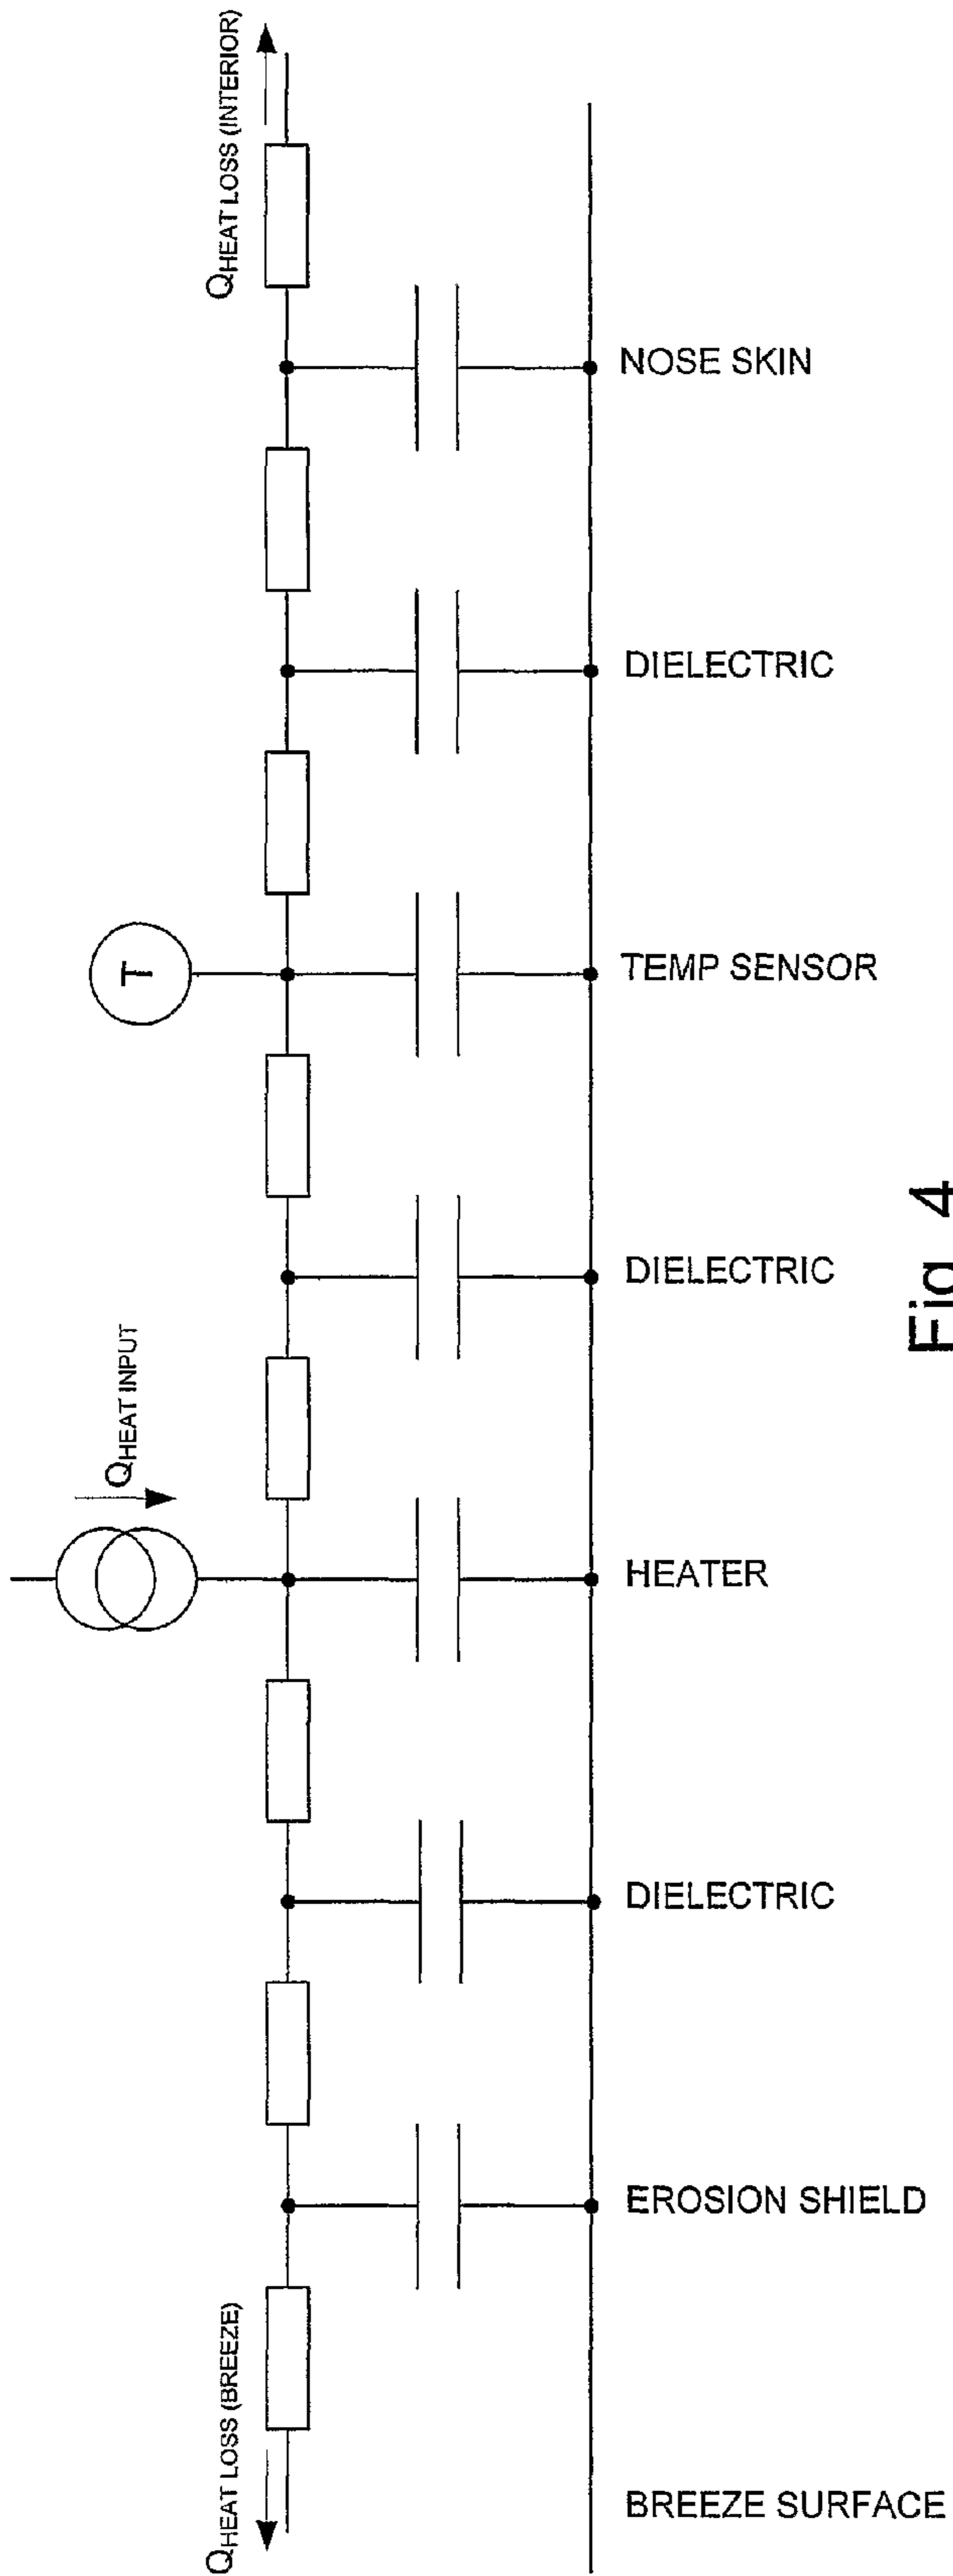 QHEAT LOSS (INTERIOR)
NOSE SKIN
DIELECTRIC
T
TEMP SENSOR
DIELECTRIC
QHEAT INPUT
HEATER
DIELECTRIC
EROSION SHIELD
QHEAT LOSS (BREEZE)
BREEZE SURFACE
Fig 4